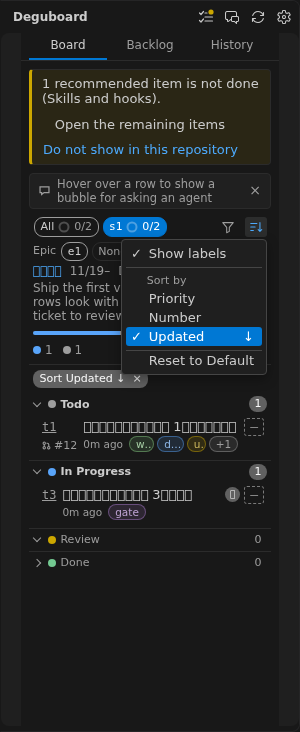 Deguboard
Board
Backlog
History
1 recommended item is not done
(Skills and hooks).
Open the remaining items
Do not show in this repository
Hover over a row to show a
bubble for asking an agent
All 0/2
s1 0/2
Epic
e1
Non
Show labels
11/19–
Ship the first v
rows look with
ticket to review
Sort by
Priority
Number
Updated ↓
Reset to Default
1
1
Sort Updated ↓ ×
Todo 1
t1 1
#12 0m ago w.. d... u. +1
In Progress 1
t3 3
0m ago gate
Review 0
Done 0